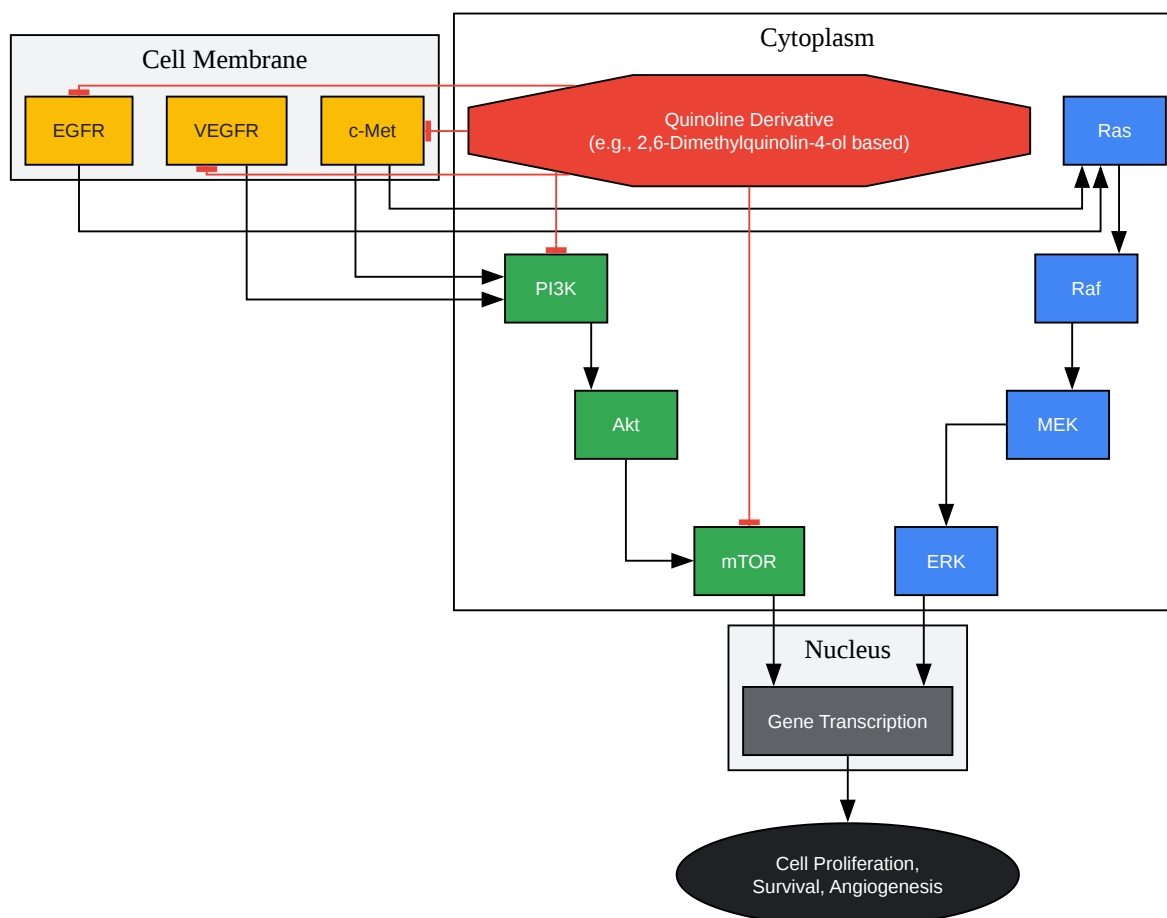 Cell Membrane
Cytoplasm
EGFR
VEGFR
c-Met
Quinoline Derivative
(e.g., 2,6-Dimethylquinolin-4-ol based)
Ras
PI3K
Raf
Akt
MEK
mTOR
ERK
Nucleus
Gene Transcription
Cell Proliferation,
Survival, Angiogenesis